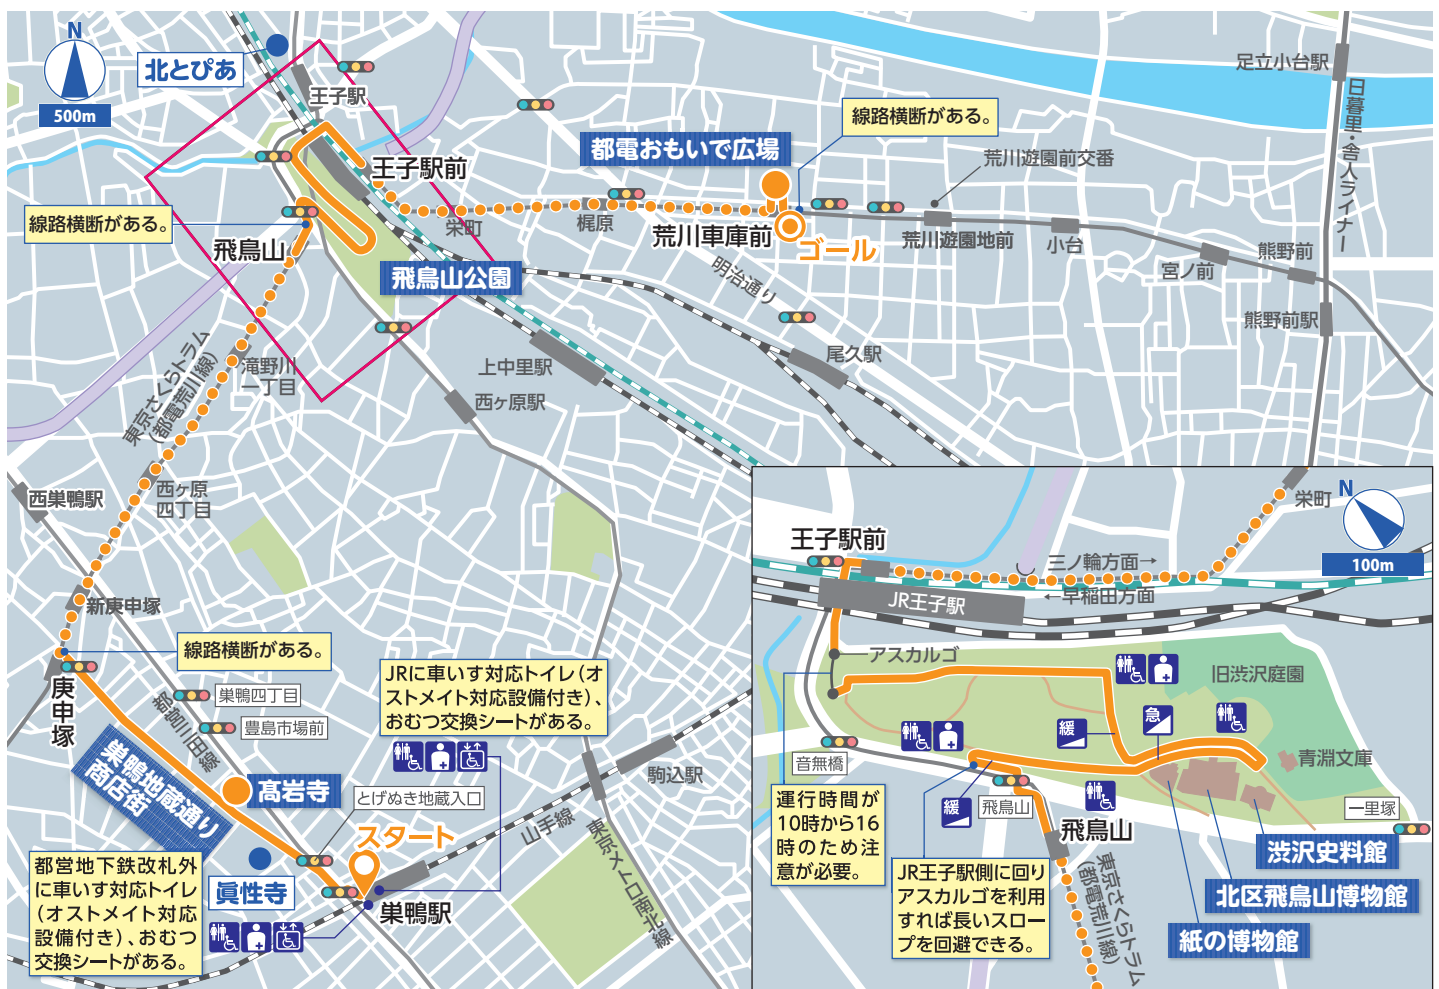 N
500m
北とぴあ
王子駅
足立小台駅
日暮里・舎人ライナー
線路横断がある。
都電おもいで広場
荒川遊園前交番
王子駅前
線路横断がある。
飛鳥山
栄町
梶原
荒川車庫前
ゴール
荒川遊園地前
小台
宮ノ前
熊野前
飛鳥山公園
明治通り
熊野前駅
東京さくらトラム
(都電荒川線)
滝野川
一丁目
上中里駅
尾久駅
西ヶ原駅
西巣鴨駅
西ヶ原
四丁目
新庚申塚
線路横断がある。
庚申塚
巣鴨四丁目
豊島市場前
都営三田線
JRに車いす対応トイレ(オ
ストメイト対応設備付き)、
おむつ交換シートがある。
巣鴨地蔵通り
商店街
髙岩寺
とげぬき地蔵入口
駒込駅
スタート
山手線
東京メトロ南北線
都営地下鉄改札外
に車いす対応トイレ
(オストメイト対応
設備付き)、おむつ
交換シートがある。
眞性寺
巣鴨駅
栄町
N
100m
王子駅前
三ノ輪方面→
←早稲田方面
JR王子駅
アスカルゴ
旧渋沢庭園
緩
急
青淵文庫
音無橋
運行時間が
10時から16
時のため注
意が必要。
緩
飛鳥山
飛鳥山
一里塚
JR王子駅側に回り
アスカルゴを利用
すれば長いスロー
プを回避できる。
東京さくらトラム
(都電荒川線)
渋沢史料館
北区飛鳥山博物館
紙の博物館